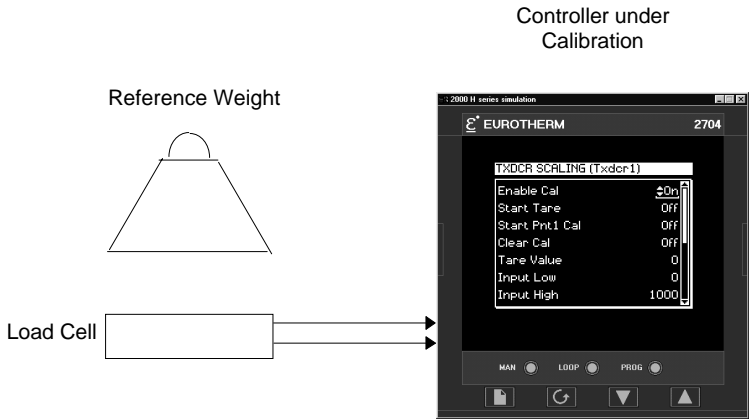 Controller under
Calibration
Reference Weight
2000 H series simulation
EUROTHERM 2704
TXDCR SCALING (Txdcr1)
Enable Cal On
Start Tare Off
Start Pnt1 Cal Off
Clear Cal Off
Tare Value 0
Input Low 0
Input High 1000
Load Cell
MAN LOOP PROG